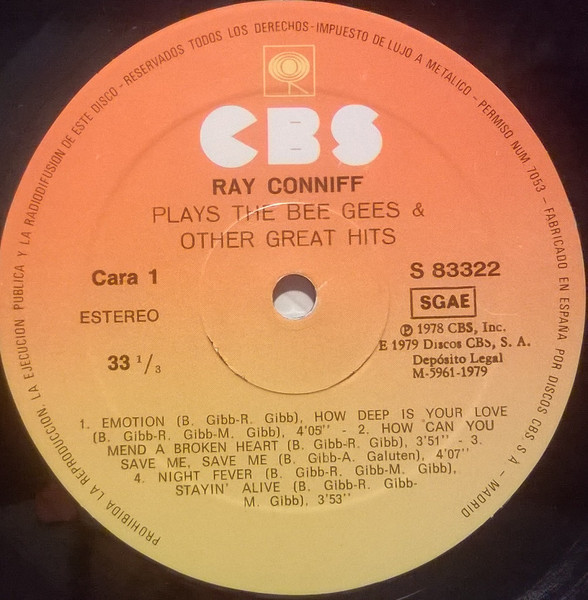 PROHIBIDA LA REPRODUCCION, LA EJECUCION PUBLICA Y LA RADIODIFUSION DE ESTE DISCO - RESERVADOS TODOS LOS DERECHOS - IMPUESTO DE LUJO A METALICO - PERMISO NUM. 7053 - FABRICADO EN ESPAÑA POR DISCOS CBS, S. A. - MADRID
CBS
RAY CONNIFF
PLAYS THE BEE GEES &
OTHER GREAT HITS
Cara 1
S 83322
ESTEREO
SGAE
33 1/3
Ⓟ 1978 CBS, Inc.
E 1979 Discos CBS, S. A.
Depósito Legal
M-5961-1979
1. EMOTION (B. Gibb-R. Gibb), HOW DEEP IS YOUR LOVE
(B. Gibb-R. Gibb-M. Gibb), 4'05'' - 2. HOW CAN YOU
MEND A BROKEN HEART (B. Gibb-R. Gibb), 3'51'' - 3.
SAVE ME, SAVE ME (B. Gibb-A. Galuten), 4'07''
4. NIGHT FEVER (B. Gibb-R. Gibb-M. Gibb),
STAYIN' ALIVE (B. Gibb-R. Gibb-
M. Gibb), 3'53''